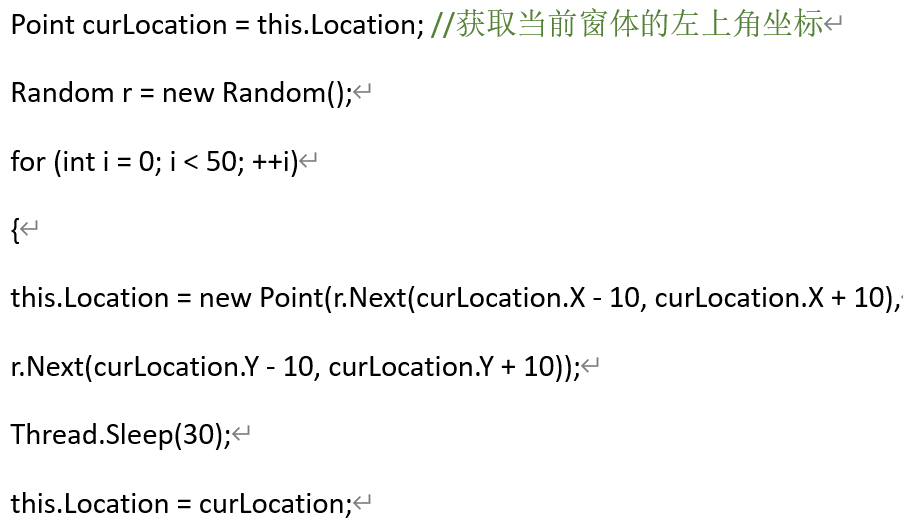 Point curLocation = this.Location; //获取当前窗体的左上角坐标↵
Random r = new Random();↵
for (int i = 0; i < 50; ++i)↵
{↵
this.Location = new Point(r.Next(curLocation.X - 10, curLocation.X + 10),
r.Next(curLocation.Y - 10, curLocation.Y + 10));↵
Thread.Sleep(30);↵
this.Location = curLocation;↵